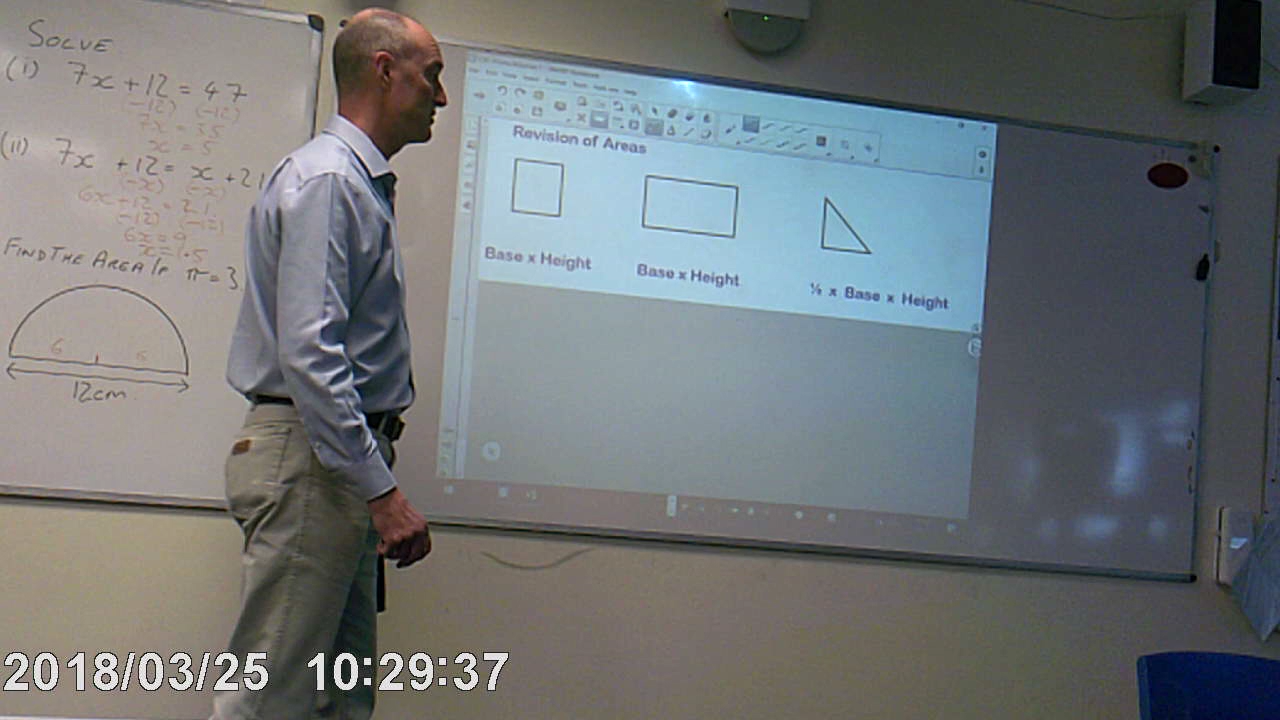 SOLVE
(i) 7x + 12 = 47
(-12) (-12)
7x = 35
x = 5
(ii) 7x + 12 = x + 21
(-x) (-x)
6x + 12 = 21
(-12) (-12)
6x = 9
x = 1.5
FIND THE AREA IF π = 3
6 6
12cm
Revision of Areas
Base x Height
Base x Height
½ x Base x Height
2018/03/25 10:29:37